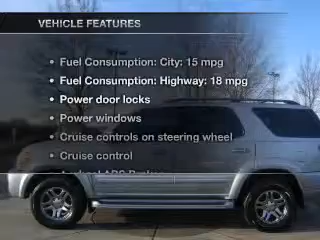 VEHICLE FEATURES
• Fuel Consumption: City: 15 mpg
• Fuel Consumption: Highway: 18 mpg
• Power door locks
• Power windows
• Cruise controls on steering wheel
• Cruise control